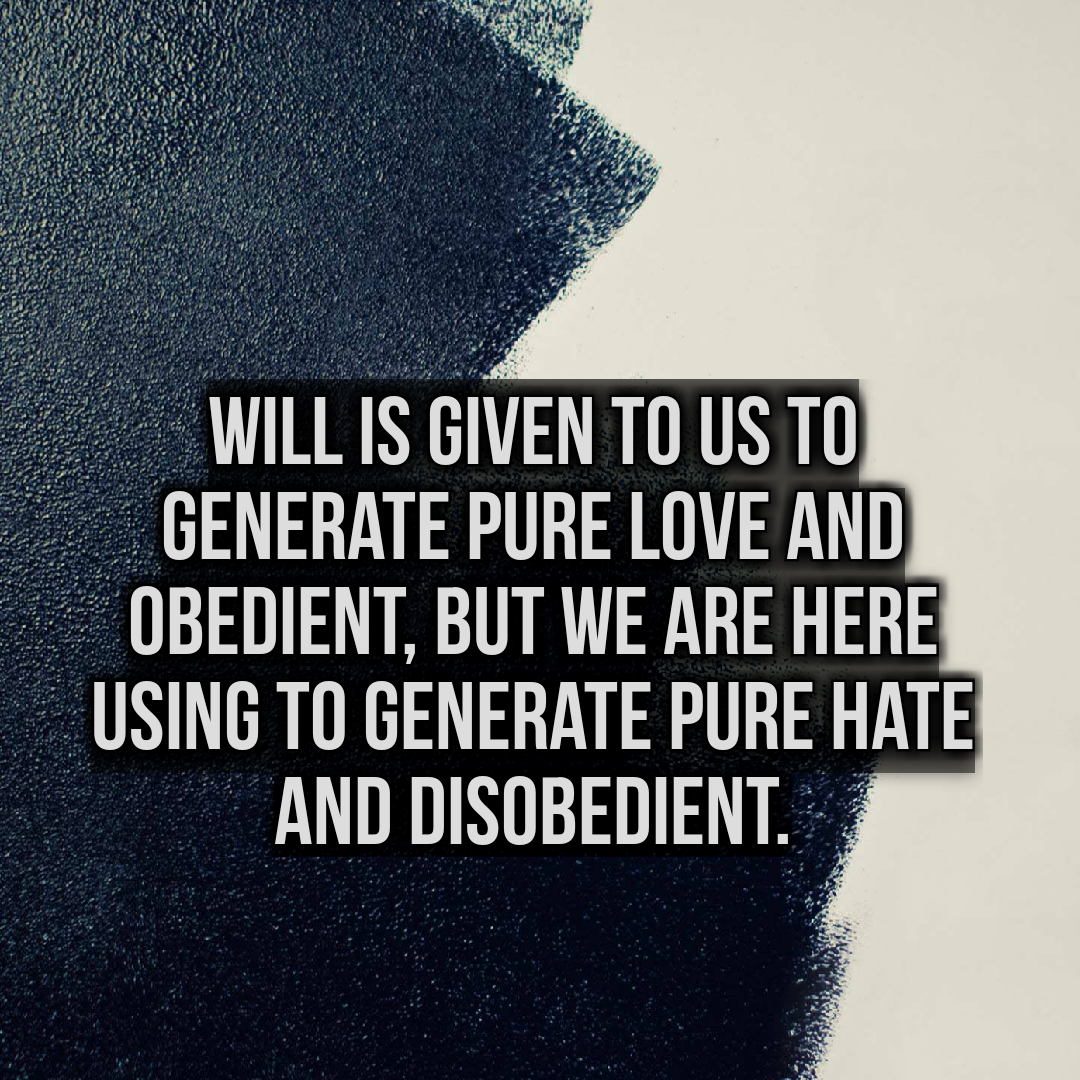 WILL IS GIVEN TO US TO
GENERATE PURE LOVE AND
OBEDIENT, BUT WE ARE HERE
USING TO GENERATE PURE HATE
AND DISOBEDIENT.